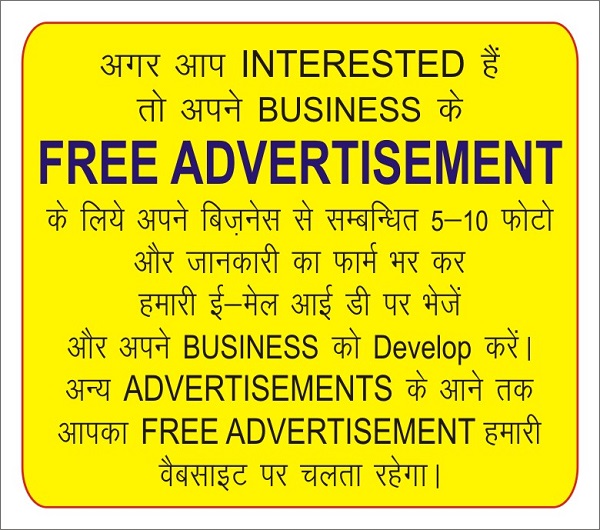 अगर आप INTERESTED हैं
तो अपने BUSINESS के
FREE ADVERTISEMENT
के लिये अपने बिज़नेस से सम्बन्धित 5–10 फोटो
और जानकारी का फार्म भर कर
हमारी ई–मेल आई डी पर भेजें
और अपने BUSINESS को Develop करें।
अन्य ADVERTISEMENTS के आने तक
आपका FREE ADVERTISEMENT हमारी
वैबसाइट पर चलता रहेगा।